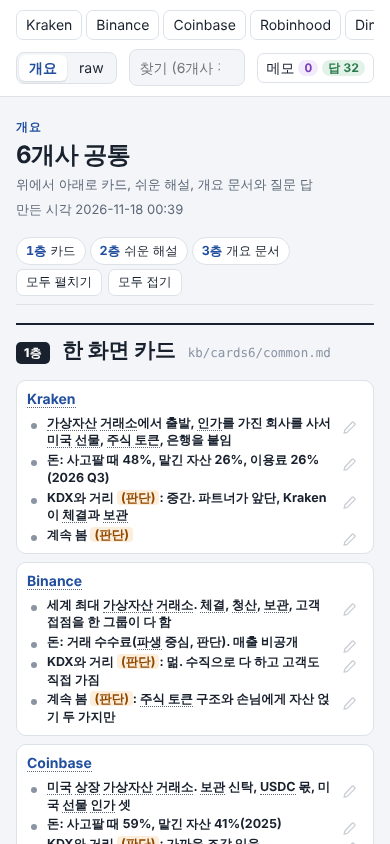 Kraken Binance Coinbase Robinhood
개요 raw 찾기 (6개사 메모 0 답 32
개요
6개사 공통
위에서 아래로 카드, 쉬운 해설, 개요 문서와 질문 답
만든 시각 2026-11-18 00:39
1층 카드 2층 쉬운 해설 3층 개요 문서
모두 펼치기 모두 접기
1층 한 화면 카드 kb/cards6/common.md
Kraken
가상자산 거래소에서 출발, 인가를 가진 회사를 사서
미국 선물, 주식 토큰, 은행을 붙임
돈: 사고팔 때 48%, 맡긴 자산 26%, 이용료 26%
(2026 Q3)
KDX와 거리 (판단) : 중간. 파트너가 앞단, Kraken
이 체결과 보관
계속 봄 (판단)
Binance
세계 최대 가상자산 거래소. 체결, 청산, 보관, 고객
접점을 한 그룹이 다 함
돈: 거래 수수료(파생 중심, 판단). 매출 비공개
KDX와 거리 (판단) : 멂. 수직으로 다 하고 고객도
직접 가짐
계속 봄 (판단) : 주식 토큰 구조와 손님에게 자산 얹
기 두 가지만
Coinbase
미국 상장 가상자산 거래소. 보관 신탁, USDC 몫, 미
국 선물 인가 셋
돈: 사고팔 때 59%, 맡긴 자산 41%(2025)
KDX와 거리 (판단)